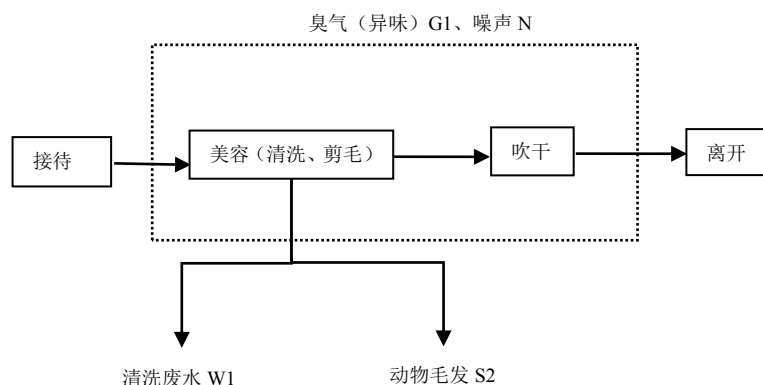 臭气（异味）G1、噪声 N
接待
美容（清洗、剪毛）
吹干
离开
清洗废水 W1
动物毛发 S2